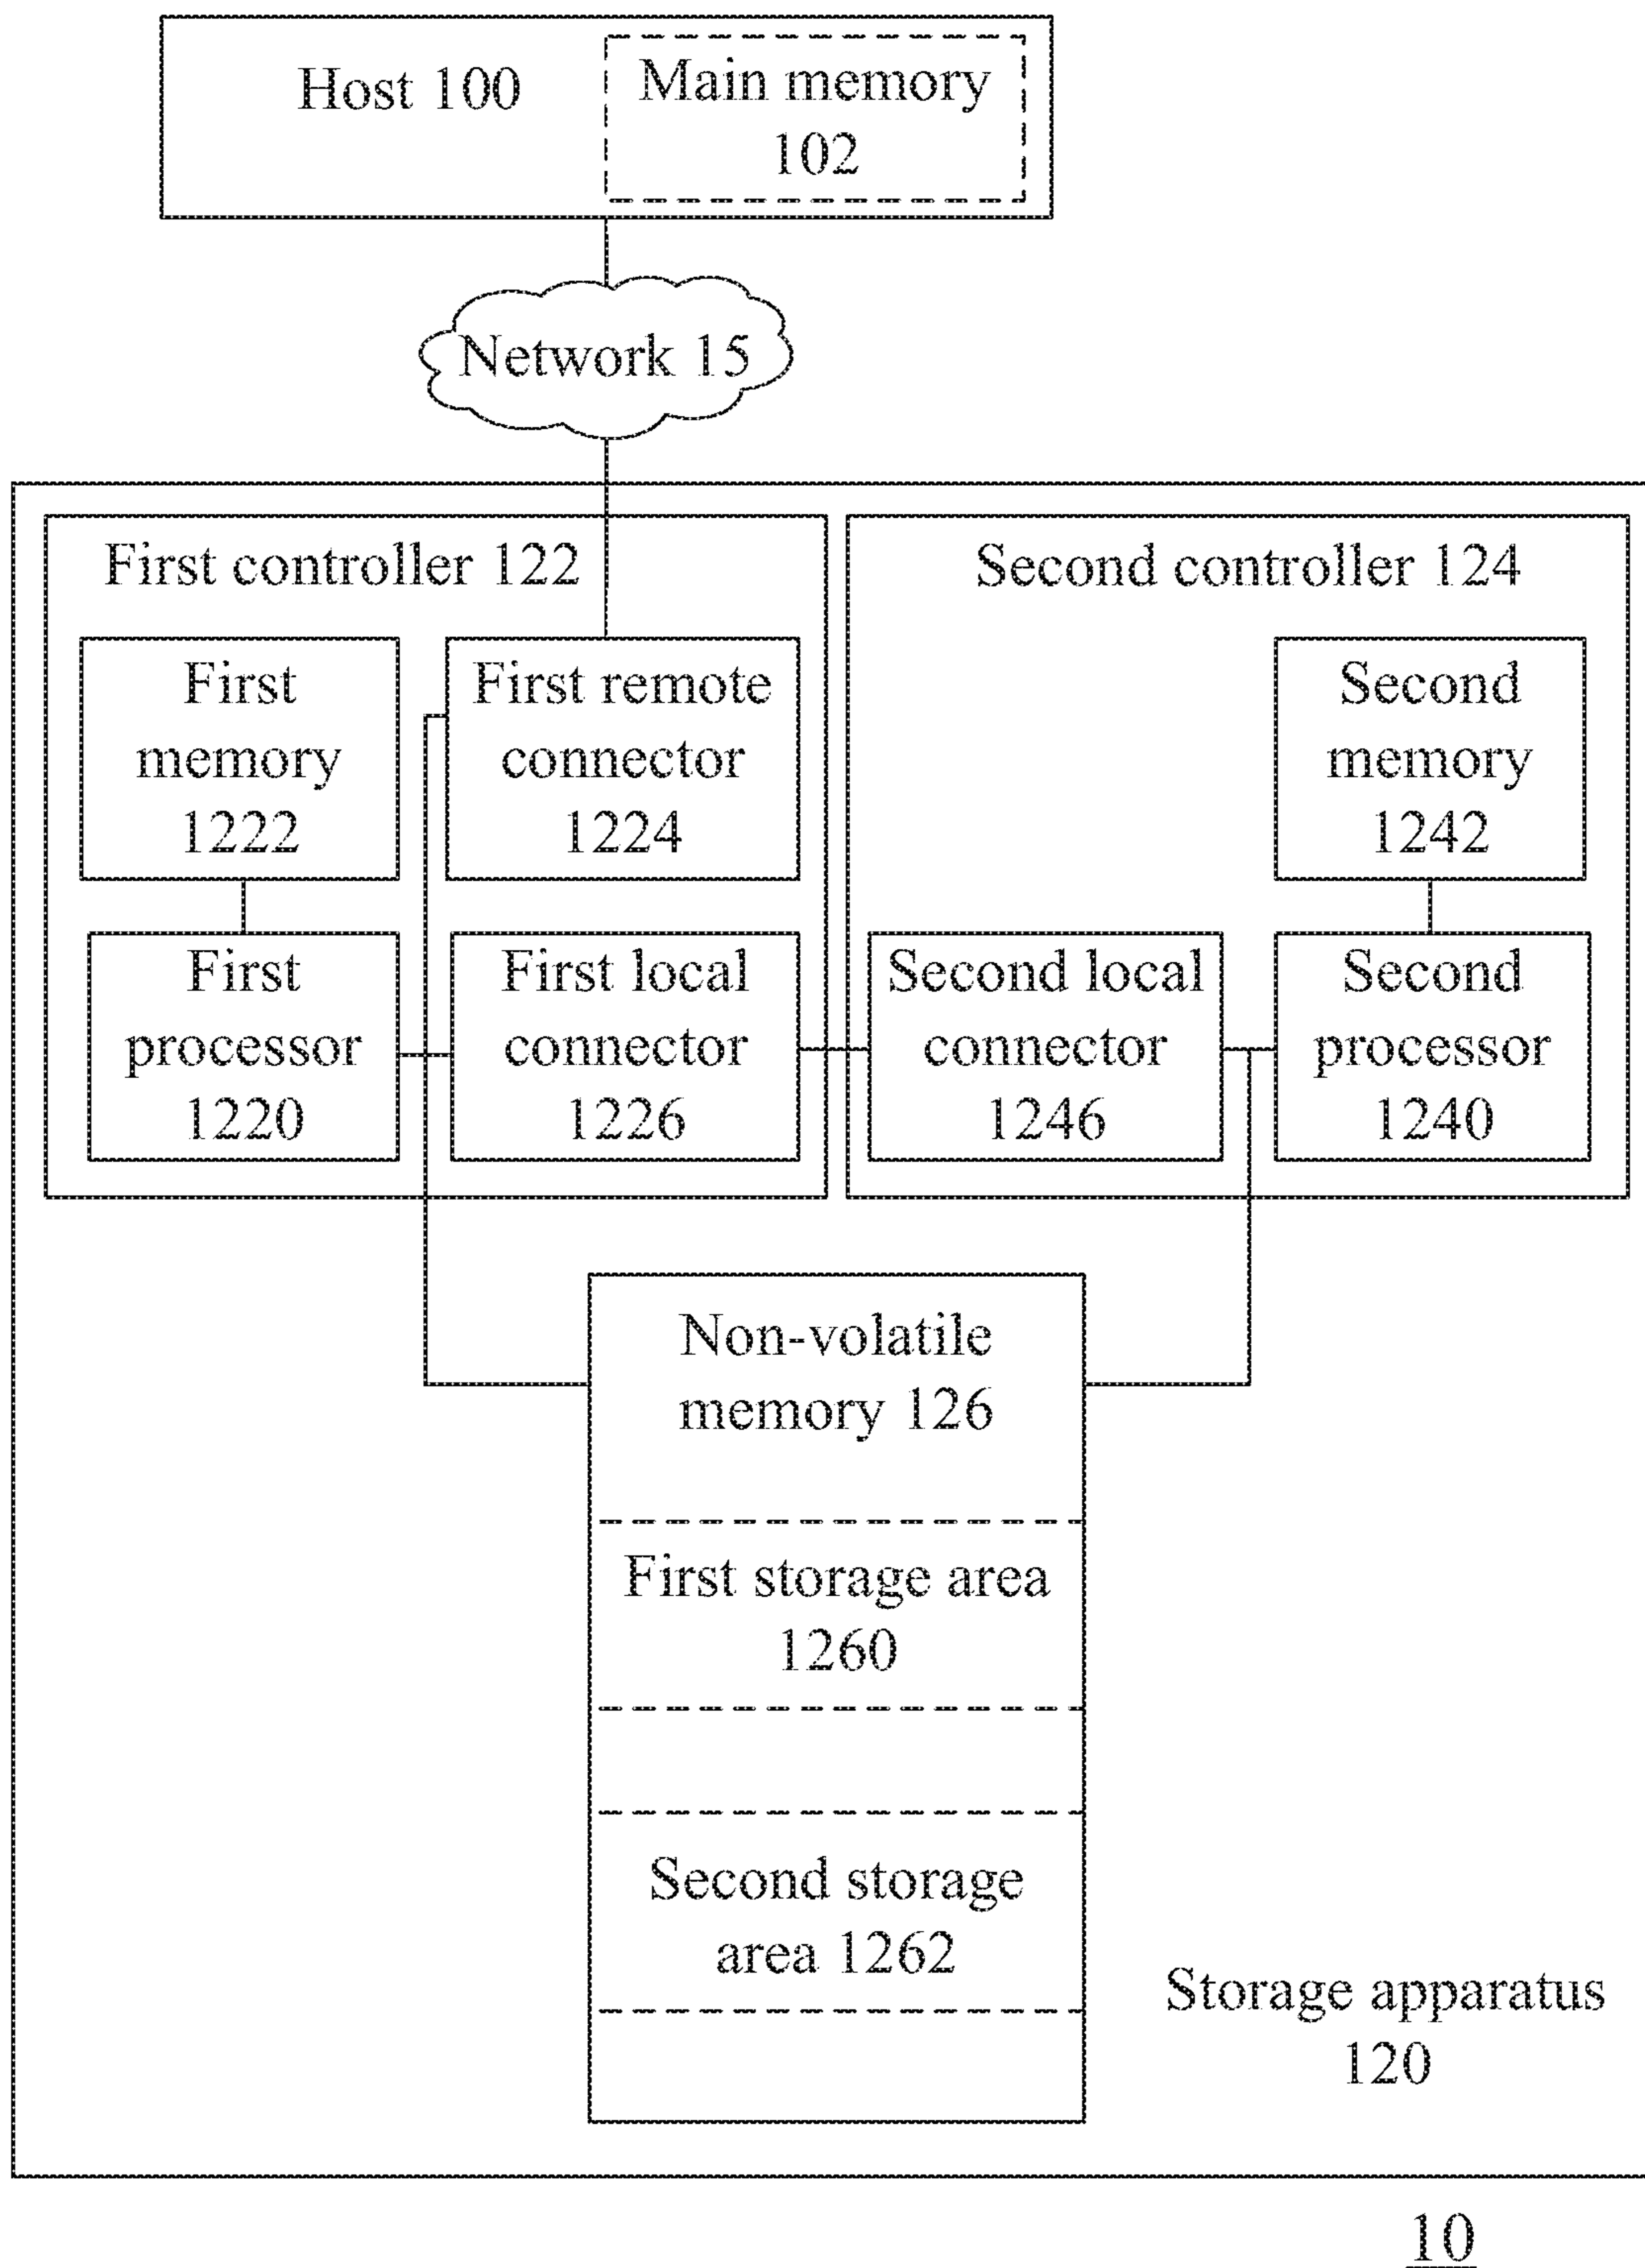 Host 100
Main memory
102
Network 15
First controller 122
First
memory
1222
First remote
connector
1224
First
processor
1220
First local
connector
1226
Second controller 124
Second
memory
1242
Second local
connector
1246
Second
processor
1240
Non-volatile
memory 126
First storage area
1260
Second storage
area 1262
Storage apparatus
120
10